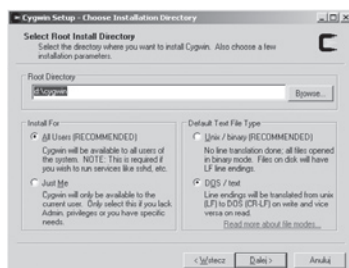 Cygwin Setup - Choose Installation Directory
Select Root Install Directory
Select the directory where you want to install Cygwin. Also choose a few
installation parameters.
Root Directory
d:\cygwin
Browse...
Install For
All Users (RECOMMENDED)
Cygwin will be available to all users of
the system. NOTE: This is required if
you wish to run services like sshd, etc.
Just Me
Cygwin will only be available to the
current user. Only select this if you lack
Admin. privileges or you have specific
needs.
Default Text File Type
Unix / binary (RECOMMENDED)
No line translation done; all files opened
in binary mode. Files on disk will have
LF line endings.
DOS / text
Line endings will be translated from unix
(LF) to DOS (CR-LF) on write and vice
versa on read.
Read more about file modes...
< Wstecz
Dalej >
Anuluj